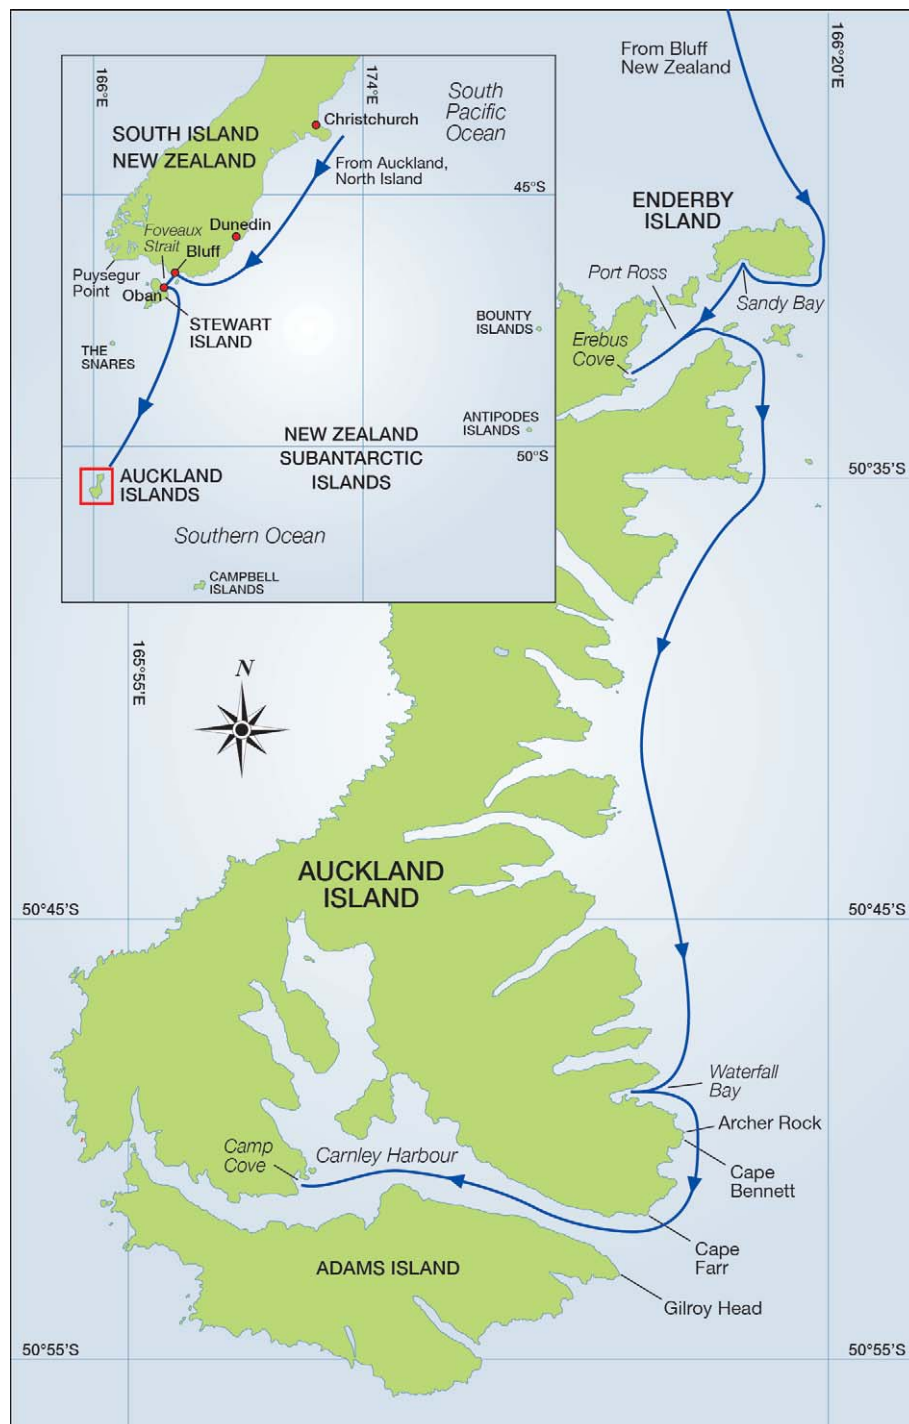 From Bluff
New Zealand
166°20'E
166°E
174°E
South
Pacific
Ocean
Christchurch
SOUTH ISLAND
NEW ZEALAND
From Auckland,
North Island
45°S
ENDERBY
ISLAND
Dunedin
Foveaux
Strait
Bluff
Puysegur
Point
Oban
Port Ross
Sandy Bay
STEWART
ISLAND
BOUNTY
ISLANDS
THE
SNARES
Erebus
Cove
ANTIPODES
ISLANDS
NEW ZEALAND
SUBANTARCTIC
ISLANDS
50°S
AUCKLAND
ISLANDS
50°35'S
Southern Ocean
CAMPBELL
ISLANDS
165°55'E
N
AUCKLAND
ISLAND
50°45'S
50°45'S
Waterfall
Bay
Archer Rock
Camp
Cove
Carnley Harbour
Cape
Bennett
Cape
Farr
ADAMS ISLAND
Gilroy Head
50°55'S
50°55'S